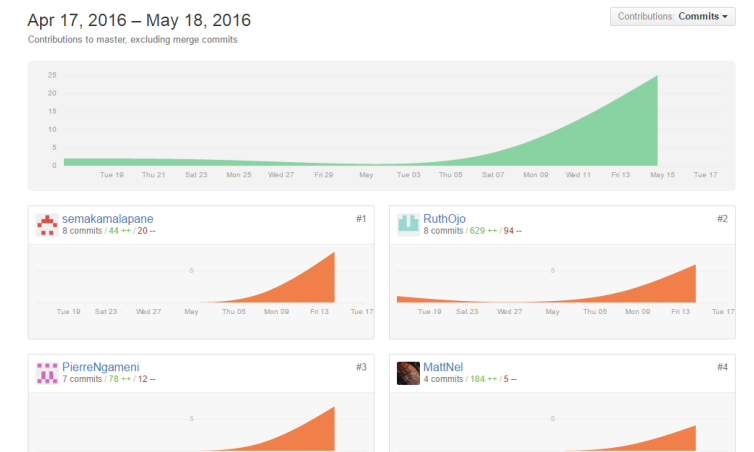 Apr 17, 2016 – May 18, 2016
Contributions: Commits
Contributions to master, excluding merge commits
25
20
15
10
5
0
Tue 19 Thu 21 Sat 23 Mon 25 Wed 27 Fri 29 May Tue 03 Thu 05 Sat 07 Mon 09 Wed 11 Fri 13 May 15 Tue 17
semakamalapane #1
8 commits / 44 ++ / 20 --
5
Tue 19 Sat 23 Wed 27 May Thu 05 Mon 09 Fri 13 Tue 17
RuthOjo #2
8 commits / 629 ++ / 94 --
5
Tue 19 Sat 23 Wed 27 May Thu 05 Mon 09 Fri 13 Tue 17
PierreNgameni #3
7 commits / 78 ++ / 12 --
5
MattNel #4
4 commits / 184 ++ / 5 --
5